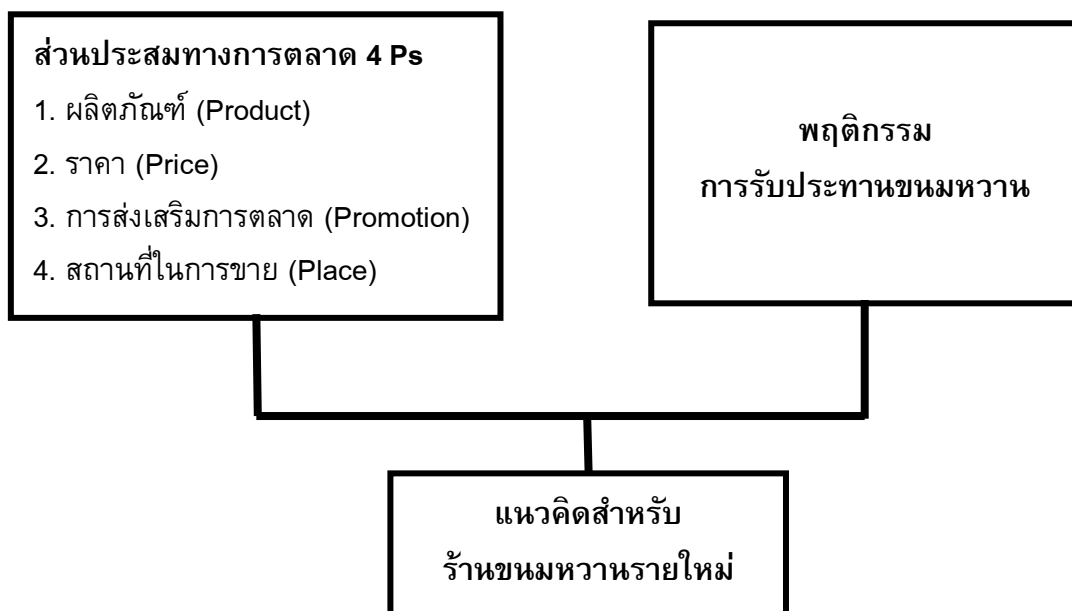 ส่วนประสมทางการตลาด 4 Ps
1. ผลิตภัณฑ์ (Product)
2. ราคา (Price)
3. การส่งเสริมการตลาด (Promotion)
4. สถานที่ในการขาย (Place)
พฤติกรรม
การรับประทานขนมหวาน
แนวคิดสำหรับ
ร้านขนมหวานรายใหม่